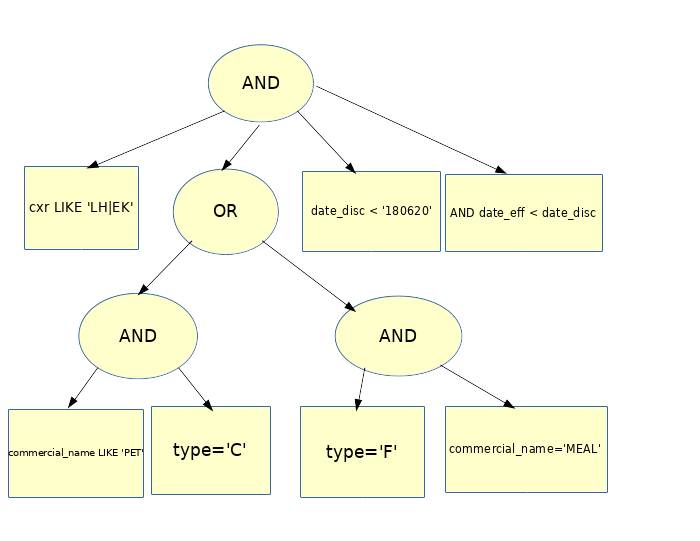 AND
cxr LIKE 'LH|EK'
OR
date_disc < '180620'
AND date_eff < date_disc
AND
AND
commercial_name LIKE 'PET'
type='C'
type='F'
commercial_name='MEAL'